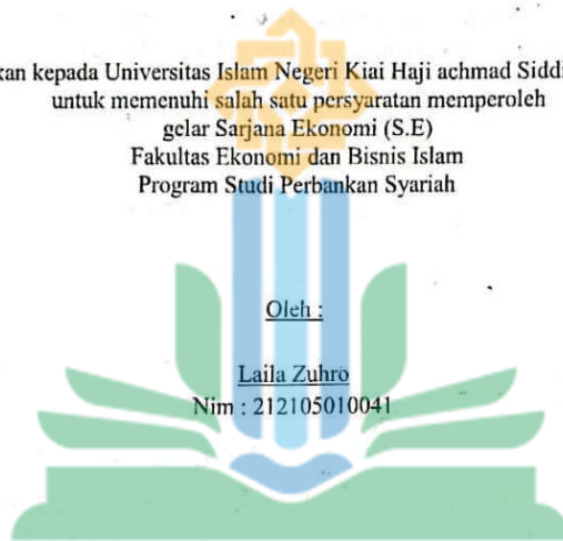 kan kepada Universitas Islam Negeri Kiai Haji achmad Siddi
untuk memenuhi salah satu persyaratan memperoleh
gelar Sarjana Ekonomi (S.E)
Fakultas Ekonomi dan Bisnis Islam
Program Studi Perbankan Syariah
Oleh :
Laila Zuhro
Nim : 212105010041